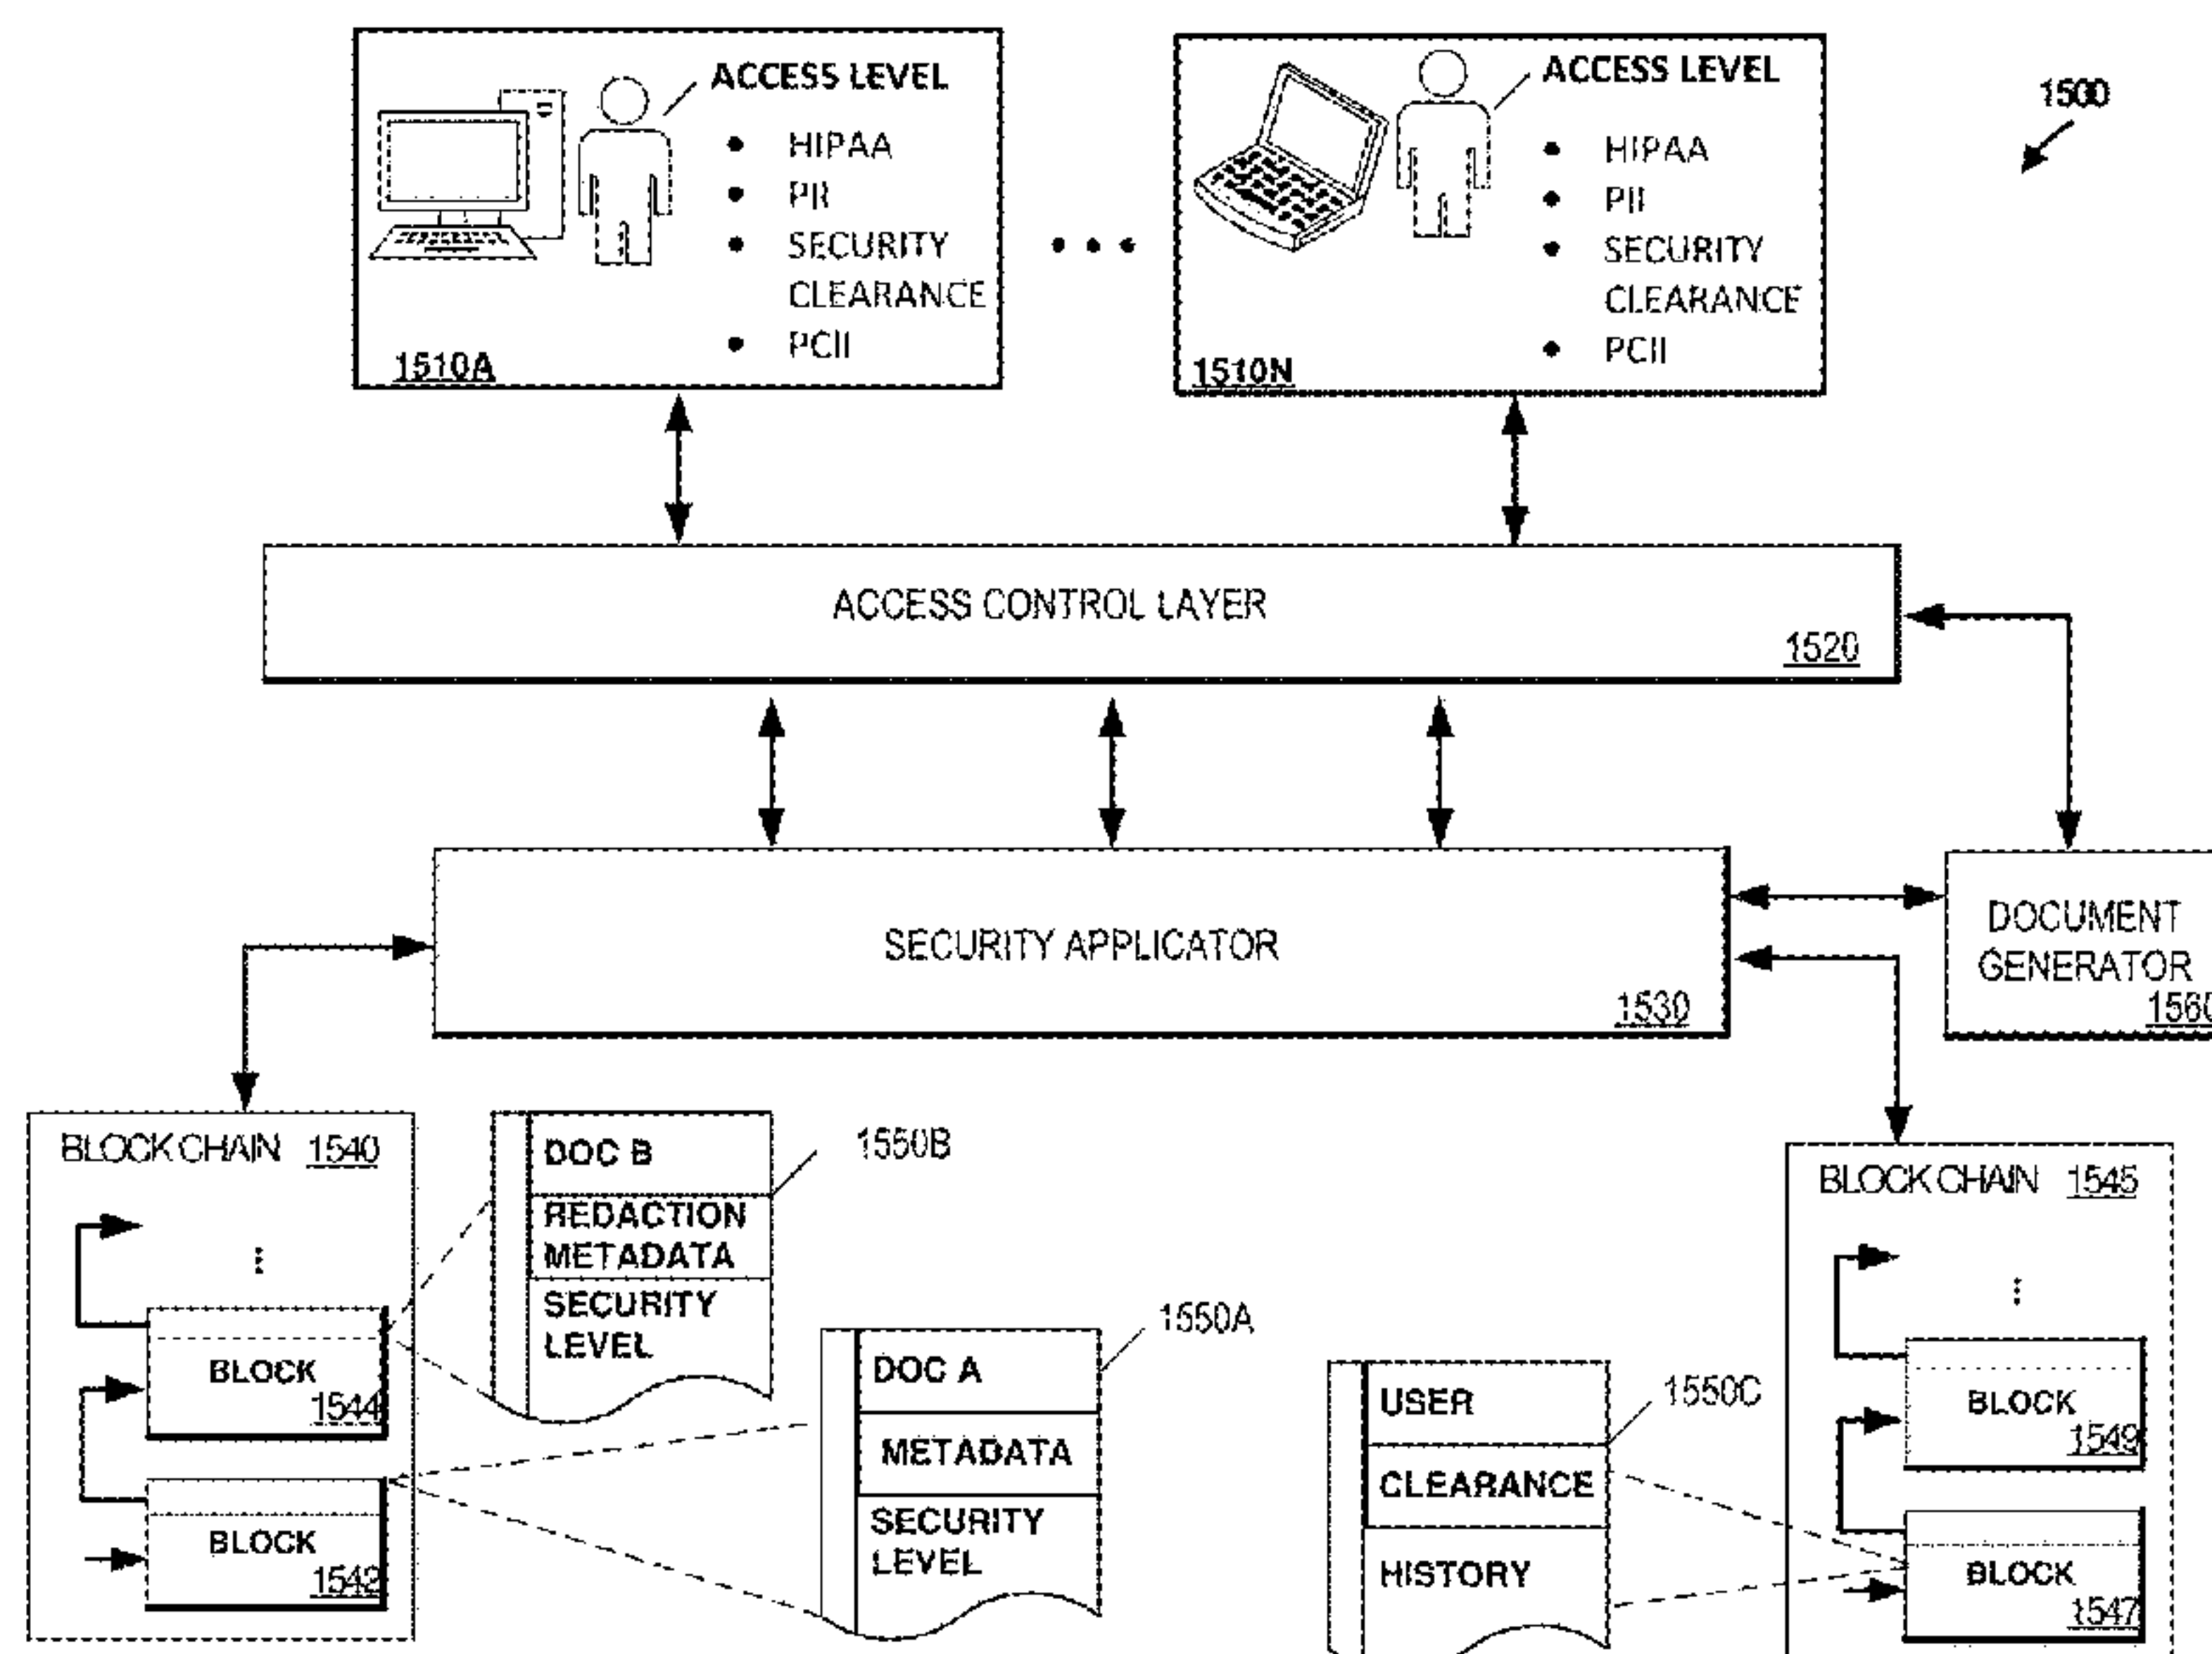 1500
ACCESS LEVEL
HIPAA
PII
SECURITY
CLEARANCE
PCII
1510A
ACCESS LEVEL
HIPAA
PII
SECURITY
CLEARANCE
PCII
1510N
ACCESS CONTROL LAYER
1520
SECURITY APPLICATOR
1530
DOCUMENT
GENERATOR
1560
BLOCK CHAIN 1540
BLOCK
1544
BLOCK
1542
DOC B
REDACTION
METADATA
SECURITY
LEVEL
1550B
DOC A
METADATA
SECURITY
LEVEL
1550A
USER
CLEARANCE
HISTORY
1550C
BLOCK CHAIN 1545
BLOCK
1549
BLOCK
1547